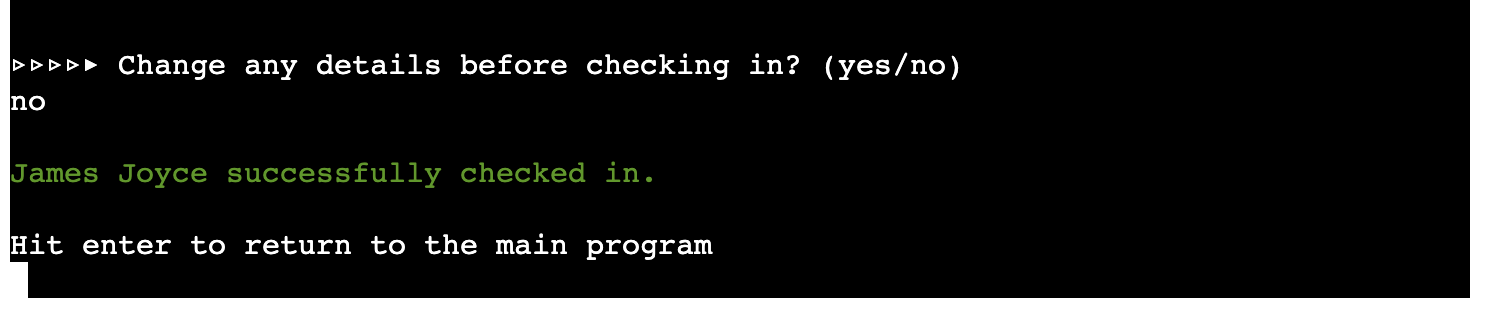 ▹▹▹▹▸ Change any details before checking in? (yes/no)
no
James Joyce successfully checked in.
Hit enter to return to the main program